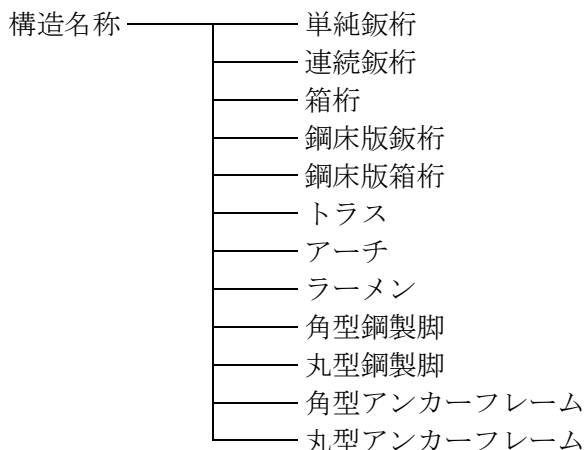 構造名称
単純鈑桁
連続鈑桁
箱桁
鋼床版鈑桁
鋼床版箱桁
トラス
アーチ
ラーメン
角型鋼製脚
丸型鋼製脚
角型アンカーフレーム
丸型アンカーフレーム